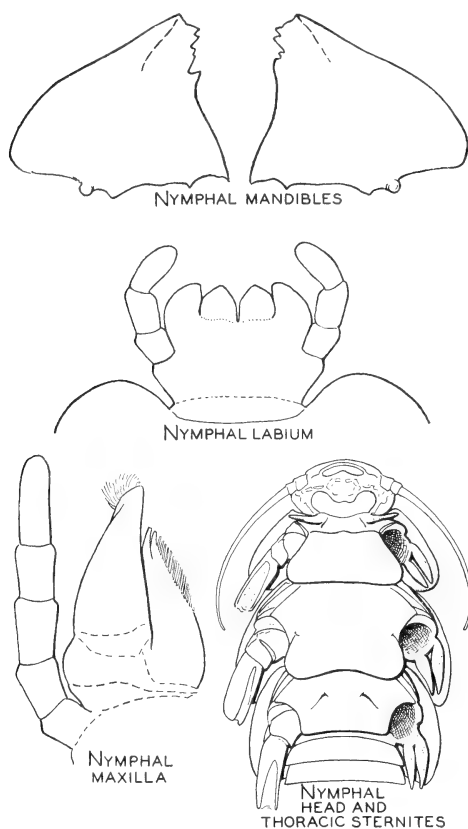 NYMPHAL MANDIBLES
NYMPHAL LABIUM
NYMPHAL
MAXILLA
NYMPHAL
HEAD AND
THORACIC STERNITES